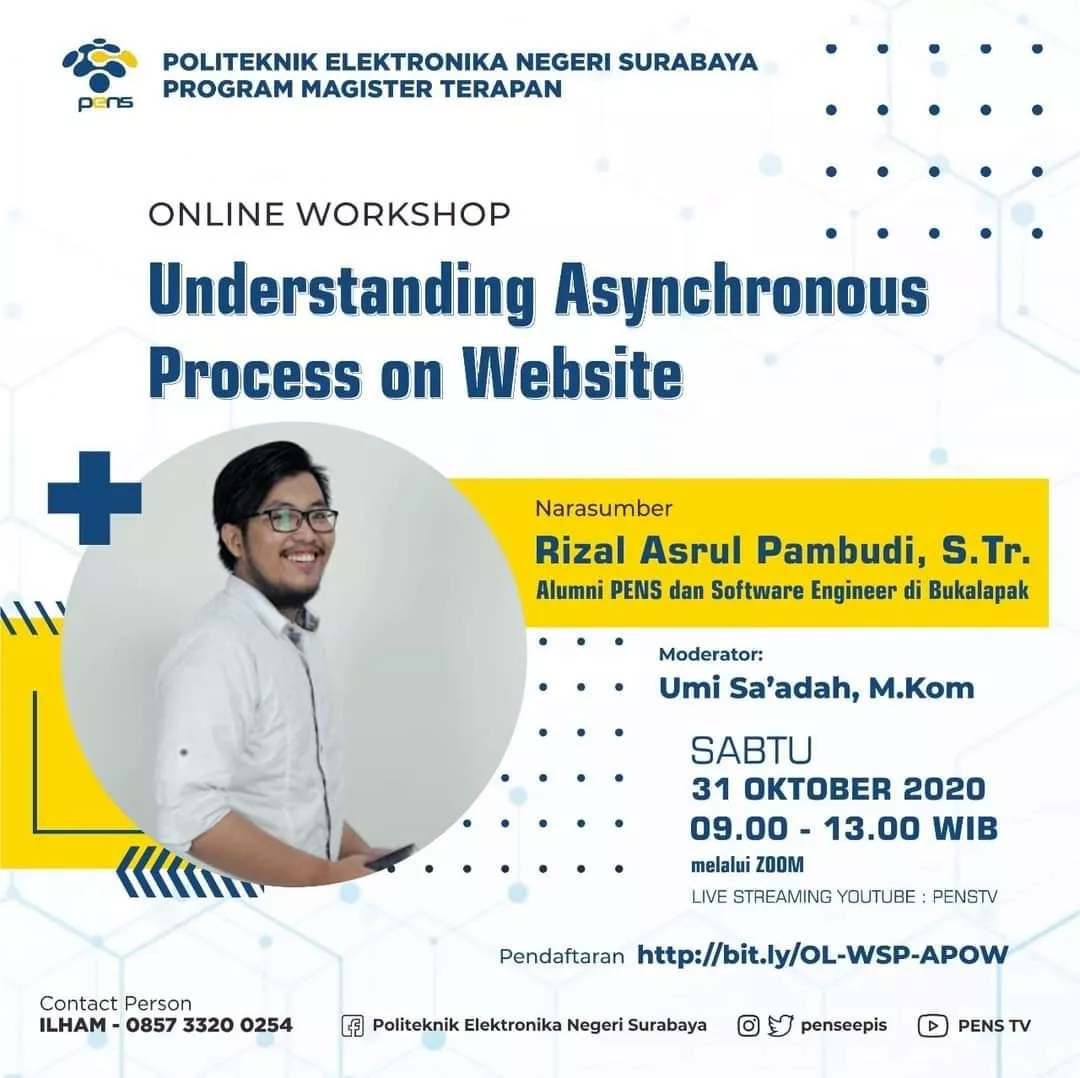 pens
POLITEKNIK ELEKTRONIKA NEGERI SURABAYA
PROGRAM MAGISTER TERAPAN
ONLINE WORKSHOP
Understanding Asynchronous
Process on Website
Narasumber
Rizal Asrul Pambudi, S.Tr.
Alumni PENS dan Software Engineer di Bukalapak
Moderator:
Umi Sa'adah, M.Kom
SABTU
31 OKTOBER 2020
09.00 - 13.00 WIB
melalui ZOOM
LIVE STREAMING YOUTUBE : PENSTV
Pendaftaran http://bit.ly/OL-WSP-APOW
Contact Person
ILHAM - 0857 3320 0254
Politeknik Elektronika Negeri Surabaya
penseepis
PENS TV